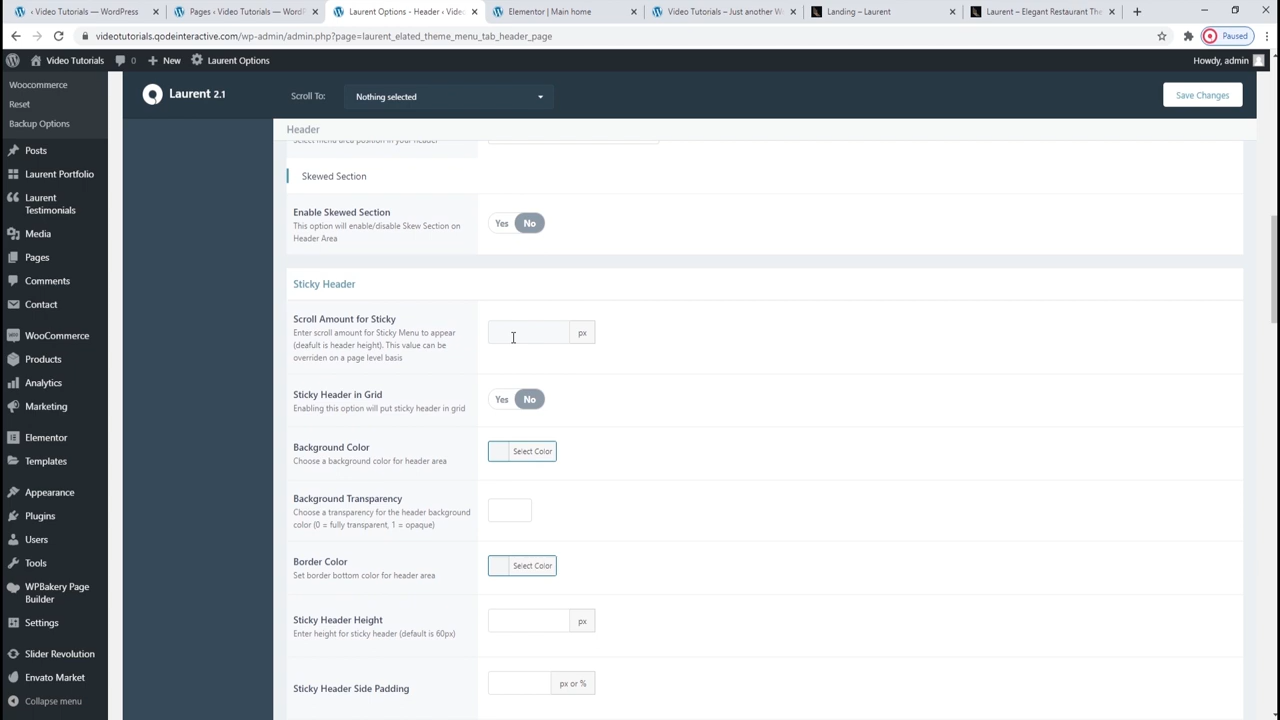 ‹ Video Tutorials — WordPress
Pages ‹ Video Tutorials — WordP
Laurent Options - Header ‹ Video
Elementor | Main home
Video Tutorials – Just another W
Landing – Laurent
Laurent – Elegant Restaurant The
videotutorials.qodeinteractive.com/wp-admin/admin.php?page=laurent_elated_theme_menu_tab_header_page
Paused
Video Tutorials
0
New
Laurent Options
Howdy, admin
Woocommerce
Reset
Backup Options
Posts
Laurent Portfolio
Laurent
Testimonials
Media
Pages
Comments
Contact
WooCommerce
Products
Analytics
Marketing
Elementor
Templates
Appearance
Plugins
Users
Tools
WPBakery Page
Builder
Settings
Slider Revolution
Envato Market
Collapse menu
Laurent 2.1
Scroll To:
Nothing selected
Save Changes
Header
Select menu area position in your header
Skewed Section
Enable Skewed Section
This option will enable/disable Skew Section on
Header Area
Yes No
Sticky Header
Scroll Amount for Sticky
Enter scroll amount for Sticky Menu to appear
(deafult is header height). This value can be
overriden on a page level basis
px
Sticky Header in Grid
Enabling this option will put sticky header in grid
Yes No
Background Color
Choose a background color for header area
Select Color
Background Transparency
Choose a transparency for the header background
color (0 = fully transparent, 1 = opaque)
Border Color
Set border bottom color for header area
Select Color
Sticky Header Height
Enter height for sticky header (default is 60px)
px
Sticky Header Side Padding
px or %